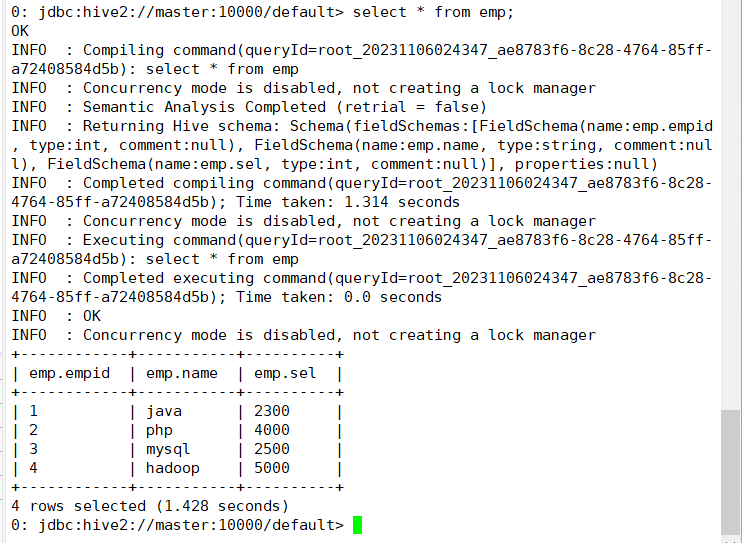 0: jdbc:hive2://master:10000/default> select * from emp;
OK
INFO  : Compiling command(queryId=root_20231106024347_ae8783f6-8c28-4764-85ff-
a72408584d5b): select * from emp
INFO  : Concurrency mode is disabled, not creating a lock manager
INFO  : Semantic Analysis Completed (retrial = false)
INFO  : Returning Hive schema: Schema(fieldSchemas:[FieldSchema(name:emp.empid
, type:int, comment:null), FieldSchema(name:emp.name, type:string, comment:nul
l), FieldSchema(name:emp.sel, type:int, comment:null)], properties:null)
INFO  : Completed compiling command(queryId=root_20231106024347_ae8783f6-8c28-
4764-85ff-a72408584d5b); Time taken: 1.314 seconds
INFO  : Concurrency mode is disabled, not creating a lock manager
INFO  : Executing command(queryId=root_20231106024347_ae8783f6-8c28-4764-85ff-
a72408584d5b): select * from emp
INFO  : Completed executing command(queryId=root_20231106024347_ae8783f6-8c28-
4764-85ff-a72408584d5b); Time taken: 0.0 seconds
INFO  : OK
INFO  : Concurrency mode is disabled, not creating a lock manager
+------------+-----------+----------+
| emp.empid  | emp.name  | emp.sel  |
+------------+-----------+----------+
| 1          | java      | 2300     |
| 2          | php       | 4000     |
| 3          | mysql     | 2500     |
| 4          | hadoop    | 5000     |
+------------+-----------+----------+
4 rows selected (1.428 seconds)
0: jdbc:hive2://master:10000/default>